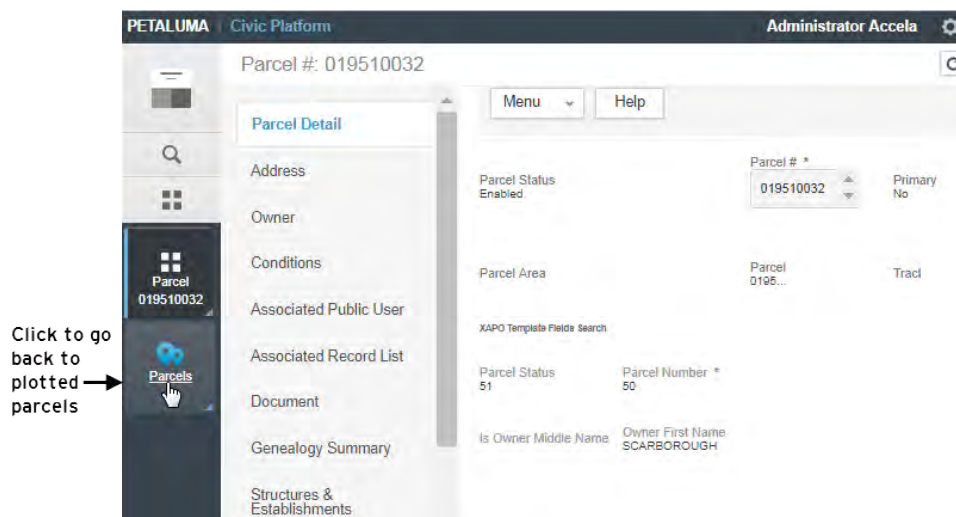 PETALUMA Civic Platform Administrator Accela
Parcel #: 019510032
Menu Help
Parcel Detail
Address
Owner
Conditions
Associated Public User
Associated Record List
Document
Genealogy Summary
Structures &
Establishments
Parcel
019510032
Parcels
Click to go
back to
plotted
parcels
Parcel Status
Enabled
Parcel # *
019510032
Primary
No
Parcel Area
Parcel
0195...
Tract
XAPO Template Fields Search
Parcel Status
51
Parcel Number *
50
Is Owner Middle Name
Owner First Name
SCARBOROUGH